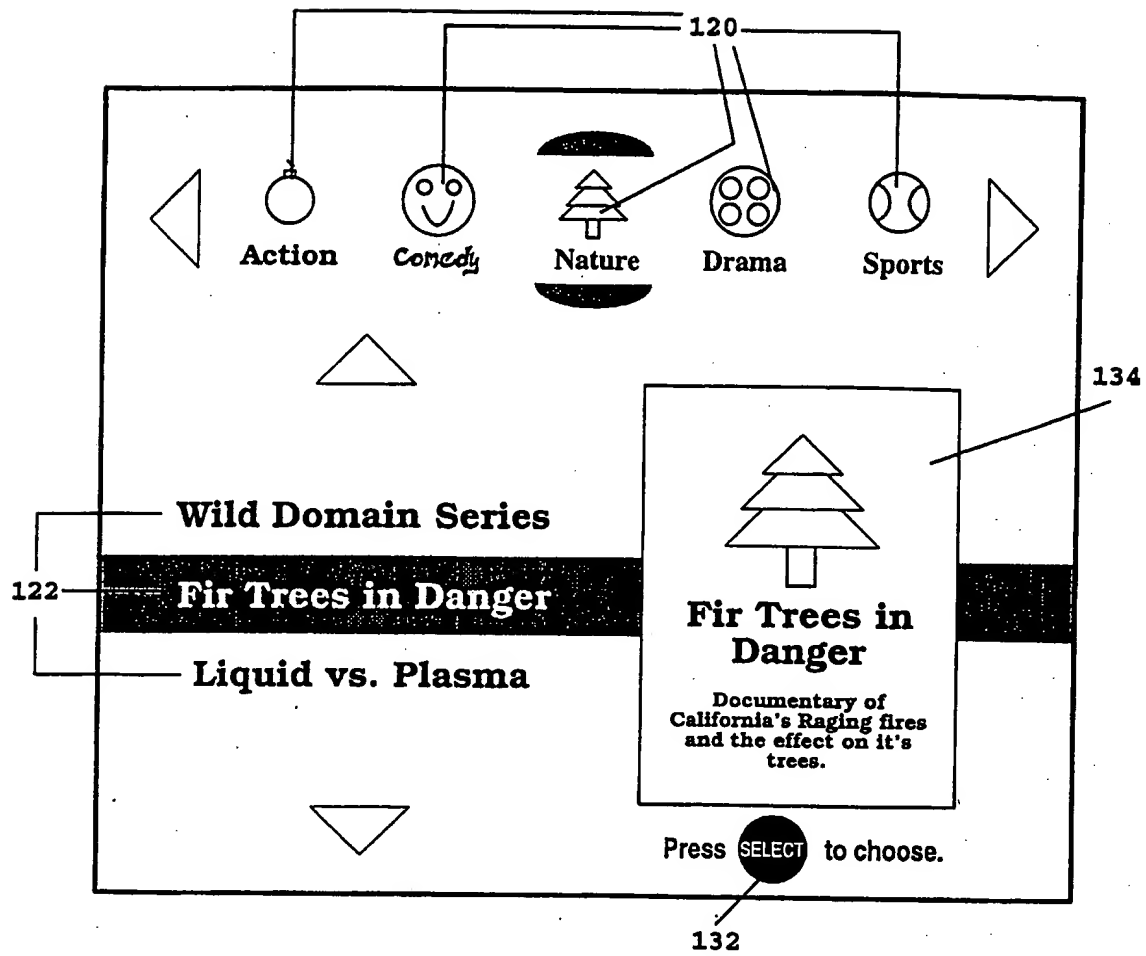 120
Action Comedy Nature Drama Sports
134
Wild Domain Series
122
Fir Trees in Danger
Liquid vs. Plasma
Fir Trees in
Danger
Documentary of
California's Raging fires
and the effect on it's
trees.
Press SELECT to choose.
132